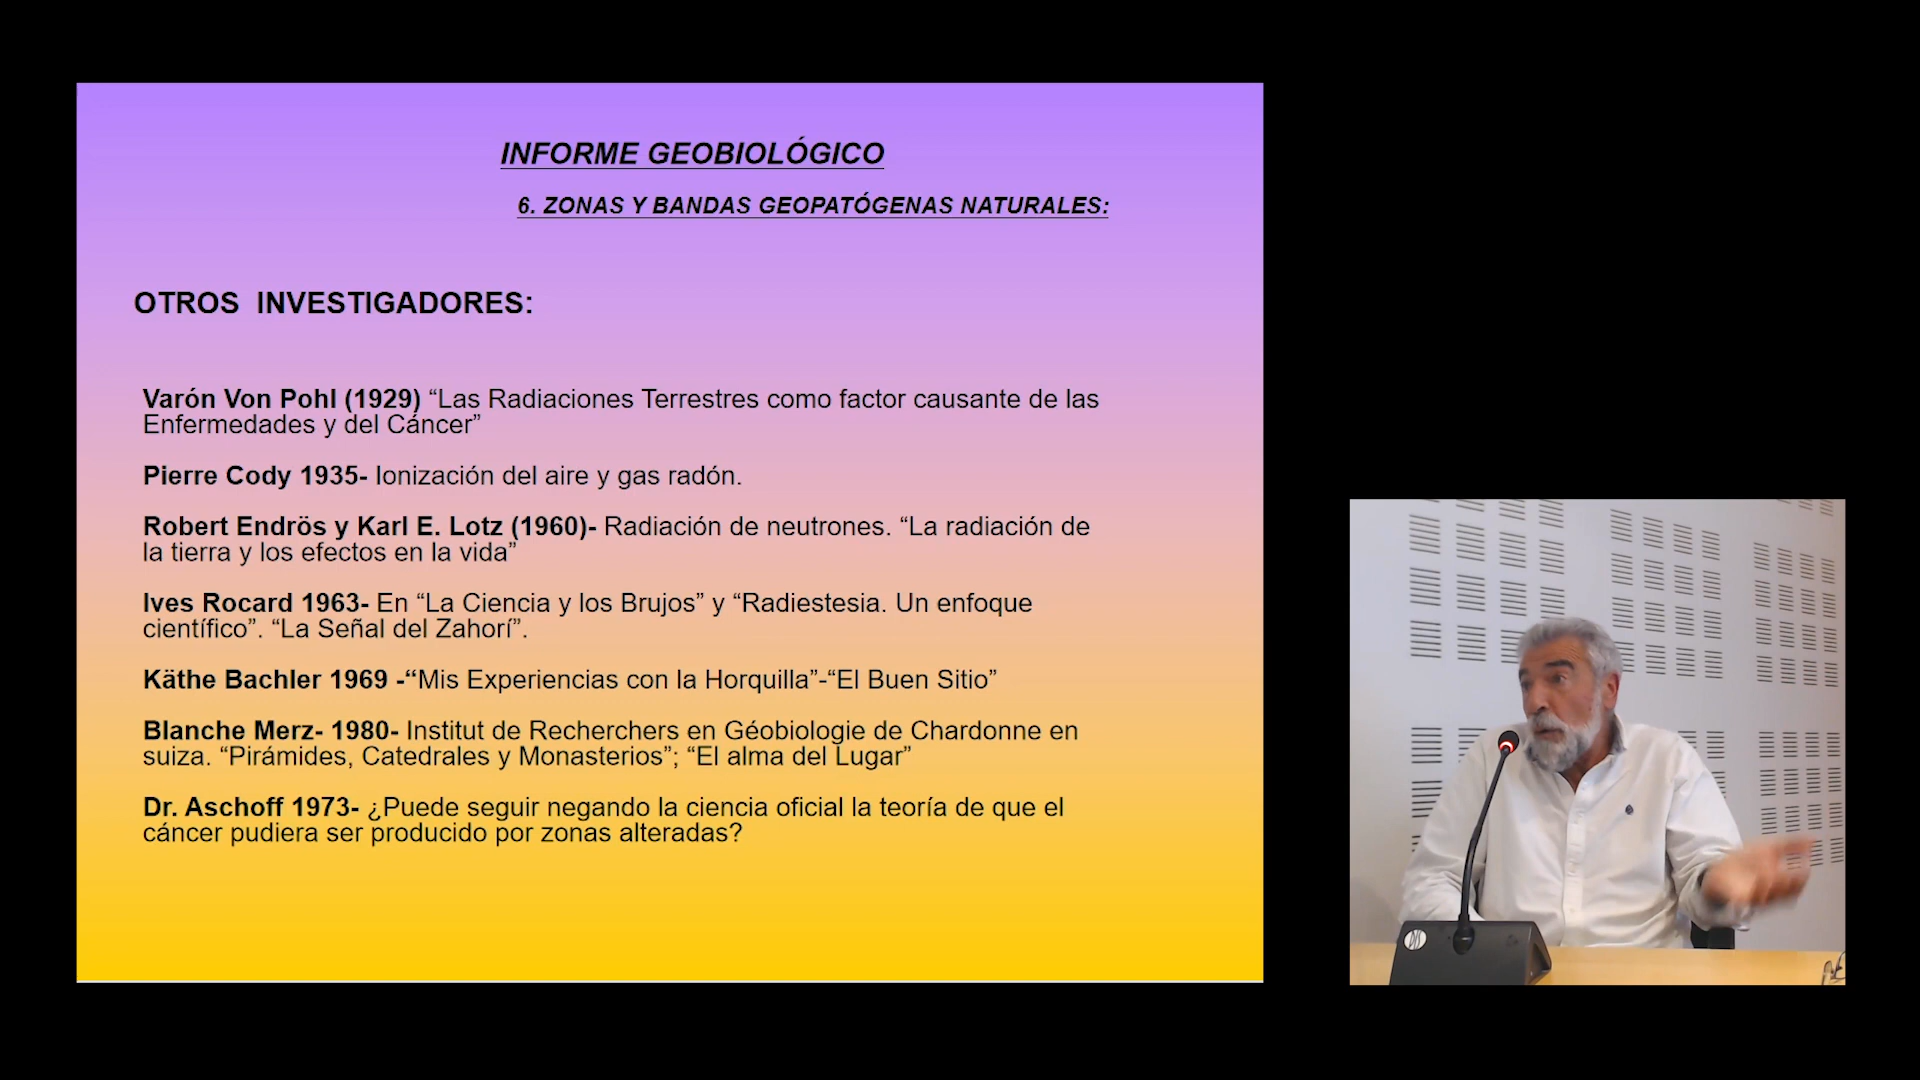 INFORME GEOBIOLÓGICO
6. ZONAS Y BANDAS GEOPATÓGENAS NATURALES:
OTROS INVESTIGADORES:
Varón Von Pohl (1929) “Las Radiaciones Terrestres como factor causante de las
Enfermedades y del Cáncer”
Pierre Cody 1935- Ionización del aire y gas radón.
Robert Endrös y Karl E. Lotz (1960)- Radiación de neutrones. “La radiación de
la tierra y los efectos en la vida”
Ives Rocard 1963- En “La Ciencia y los Brujos” y “Radiestesia. Un enfoque
científico”. “La Señal del Zahorí”.
Käthe Bachler 1969 -“Mis Experiencias con la Horquilla”-“El Buen Sitio”
Blanche Merz- 1980- Institut de Recherchers en Géobiologie de Chardonne en
suiza. “Pirámides, Catedrales y Monasterios”; “El alma del Lugar”
Dr. Aschoff 1973- ¿Puede seguir negando la ciencia oficial la teoría de que el
cáncer pudiera ser producido por zonas alteradas?